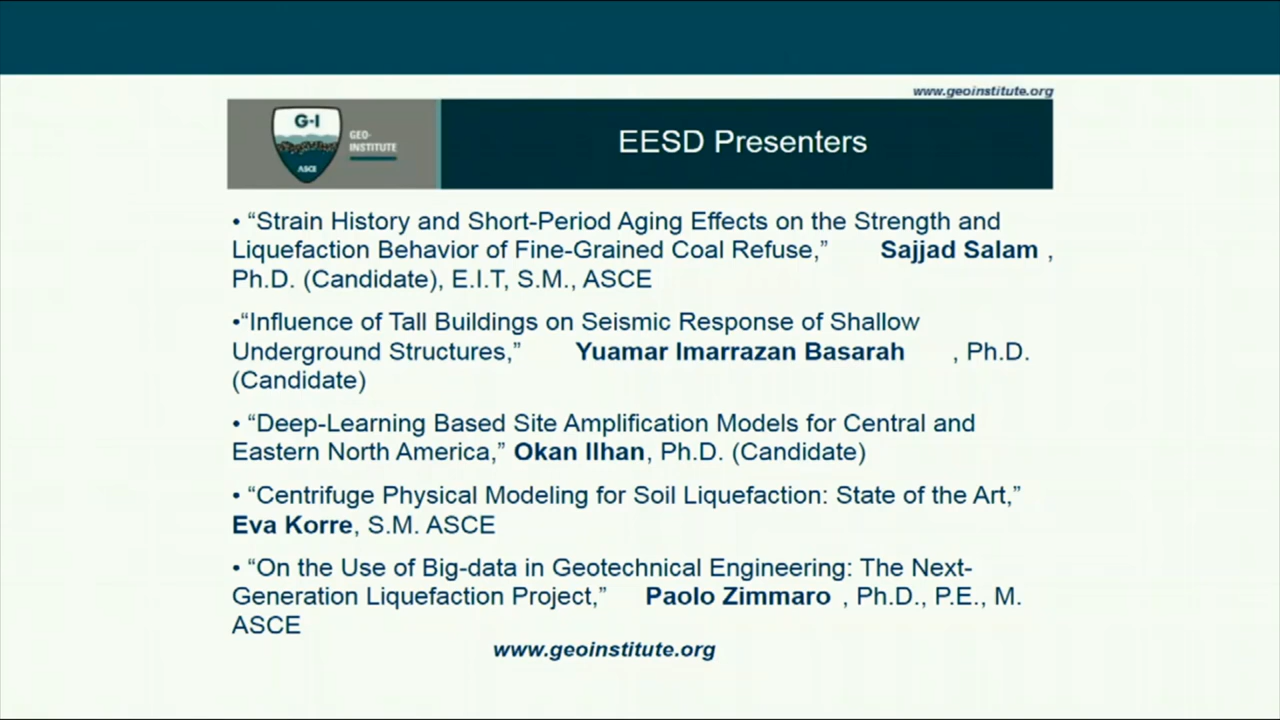 www.geoinstitute.org
G-I
GEO-
INSTITUTE
ASCE
EESD Presenters
• “Strain History and Short-Period Aging Effects on the Strength and
Liquefaction Behavior of Fine-Grained Coal Refuse,” Sajjad Salam ,
Ph.D. (Candidate), E.I.T, S.M., ASCE
•“Influence of Tall Buildings on Seismic Response of Shallow
Underground Structures,” Yuamar Imarrazan Basarah , Ph.D.
(Candidate)
• “Deep-Learning Based Site Amplification Models for Central and
Eastern North America,” Okan Ilhan, Ph.D. (Candidate)
• “Centrifuge Physical Modeling for Soil Liquefaction: State of the Art,”
Eva Korre, S.M. ASCE
• “On the Use of Big-data in Geotechnical Engineering: The Next-
Generation Liquefaction Project,” Paolo Zimmaro , Ph.D., P.E., M.
ASCE
www.geoinstitute.org